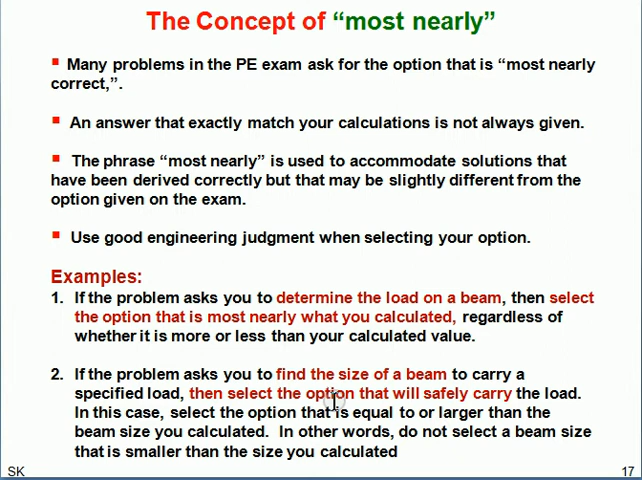 The Concept of “most nearly”
▪ Many problems in the PE exam ask for the option that is “most nearly
correct,”.
▪ An answer that exactly match your calculations is not always given.
▪ The phrase “most nearly” is used to accommodate solutions that
have been derived correctly but that may be slightly different from the
option given on the exam.
▪ Use good engineering judgment when selecting your option.
Examples:
1. If the problem asks you to determine the load on a beam, then select
the option that is most nearly what you calculated, regardless of
whether it is more or less than your calculated value.
2. If the problem asks you to find the size of a beam to carry a
specified load, then select the option that will safely carry the load.
In this case, select the option that is equal to or larger than the
beam size you calculated. In other words, do not select a beam size
that is smaller than the size you calculated
SK
17